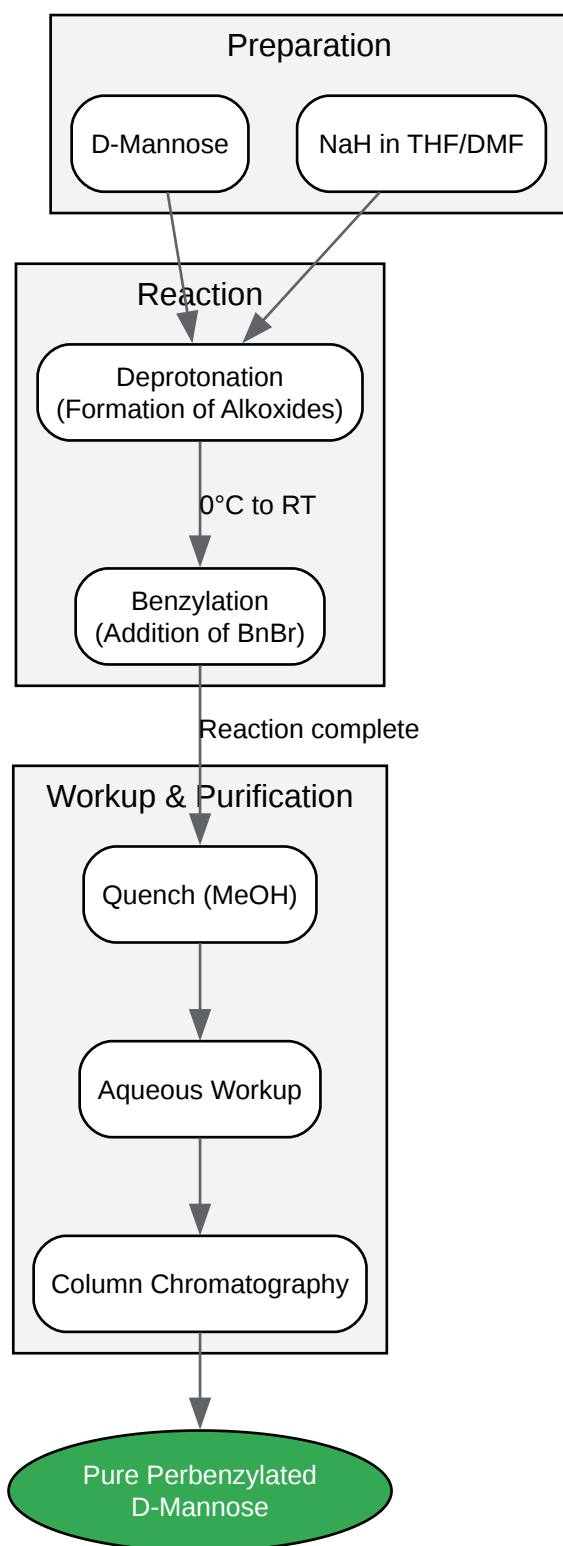 Preparation
D-Mannose
NaH in THF/DMF
Reaction
Deprotonation
(Formation of Alkoxides)
0°C to RT
Benzylation
(Addition of BnBr)
Reaction complete
Workup & Purification
Quench (MeOH)
Aqueous Workup
Column Chromatography
Pure Perbenzylated
D-Mannose